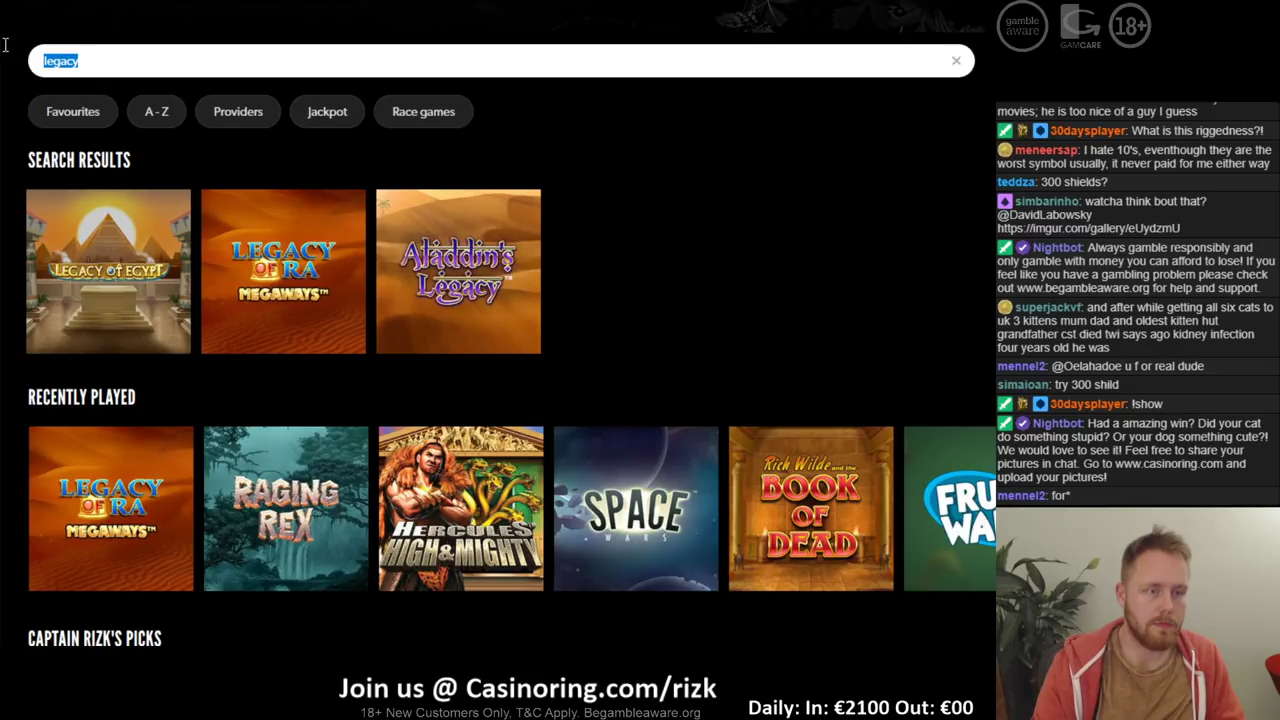 gamble
aware
GAMCARE
18+
legacy
Favourites
A - Z
Providers
Jackpot
Race games
SEARCH RESULTS
LEGACY OF EGYPT
LEGACY
OF RA
MEGAWAYS™
Aladdin's
Legacy™
RECENTLY PLAYED
LEGACY
OF RA
MEGAWAYS™
RAGING
REX
HERCULES
HIGH & MIGHTY
SPACE
WARS
Rich Wilde and the
BOOK
OF
DEAD
FRU
WA
CAPTAIN RIZK'S PICKS
Join us @ Casinoring.com/rizk
18+ New Customers Only, T&C Apply. Begambleaware.org
Daily: In: €2100 Out: €00
movies; he is too nice of a guy I guess
30daysplayer: What is this riggedness?!
meneersap: I hate 10's, eventhough they are the
worst symbol usually, it never paid for me either way
teddza: 300 shields?
simbarinho: watcha think bout that?
@DavidLabowsky
https://imgur.com/gallery/eUydzmU
Nightbot: Always gamble responsibly and
only gamble with money you can afford to lose! If you
feel like you have a gambling problem please check
out www.begambleaware.org for help and support.
superjackvf: and after while getting all six cats to
uk 3 kittens mum dad and oldest kitten hut
grandfather cst died twi says ago kidney infection
four years old he was
mennel2: @Oelahadoe u f or real dude
simaioan: try 300 shild
30daysplayer: !show
Nightbot: Had a amazing win? Did your cat
do something stupid? Or your dog something cute?!
We would love to see it! Feel free to share your
pictures in chat. Go to www.casinoring.com and
upload your pictures!
mennel2: for*